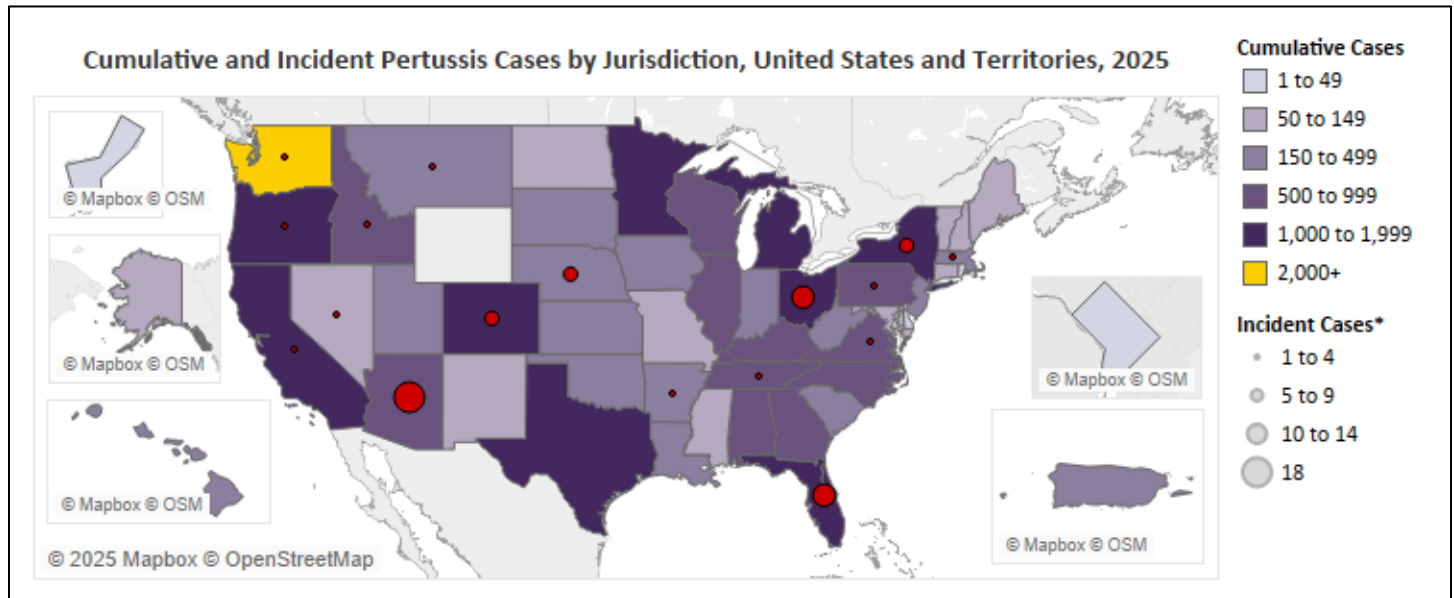 Cumulative and Incident Pertussis Cases by Jurisdiction, United States and Territories, 2025
© Mapbox © OSM
© Mapbox © OSM
© Mapbox © OSM
© 2025 Mapbox © OpenStreetMap
© Mapbox © OSM
© Mapbox © OSM
Cumulative Cases
1 to 49
50 to 149
150 to 499
500 to 999
1,000 to 1,999
2,000+
Incident Cases*
1 to 4
5 to 9
10 to 14
18